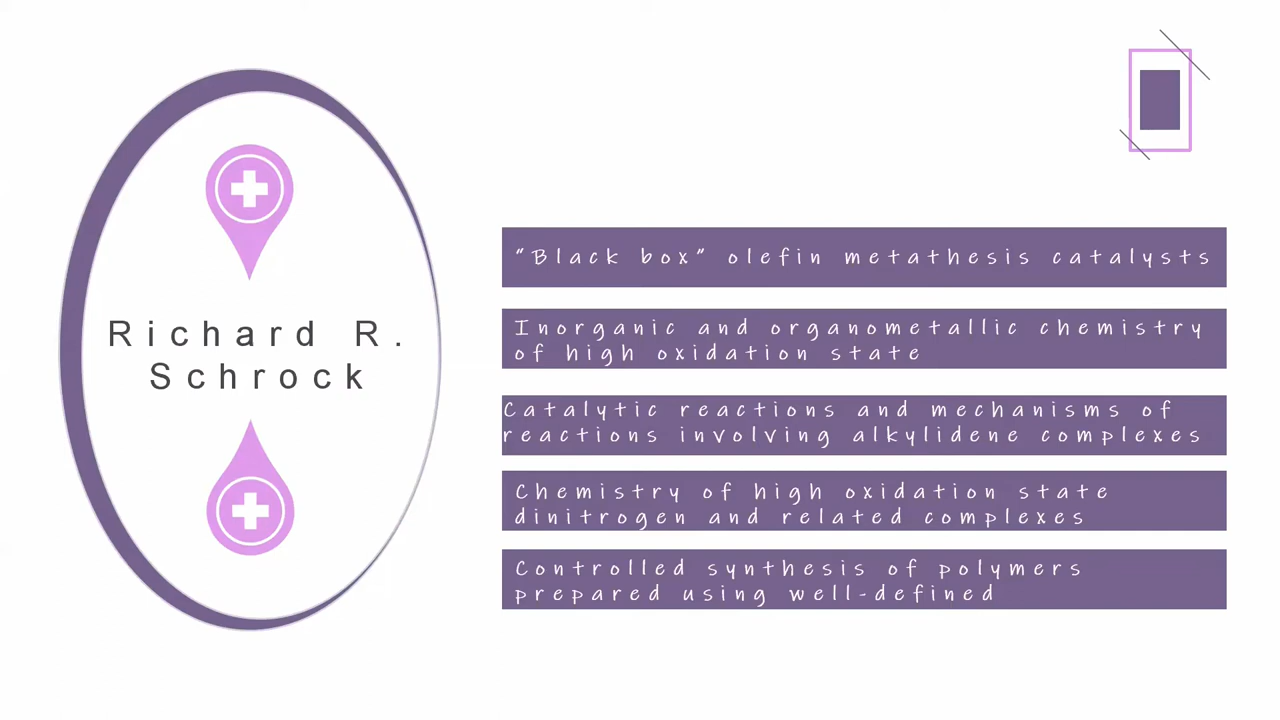 Richard R.
Schrock
"Black box" olefin metathesis catalysts
Inorganic and organometallic chemistry
of high oxidation state
Catalytic reactions and mechanisms of
reactions involving alkylidene complexes
Chemistry of high oxidation state
dinitrogen and related complexes
Controlled synthesis of polymers
prepared using well-defined